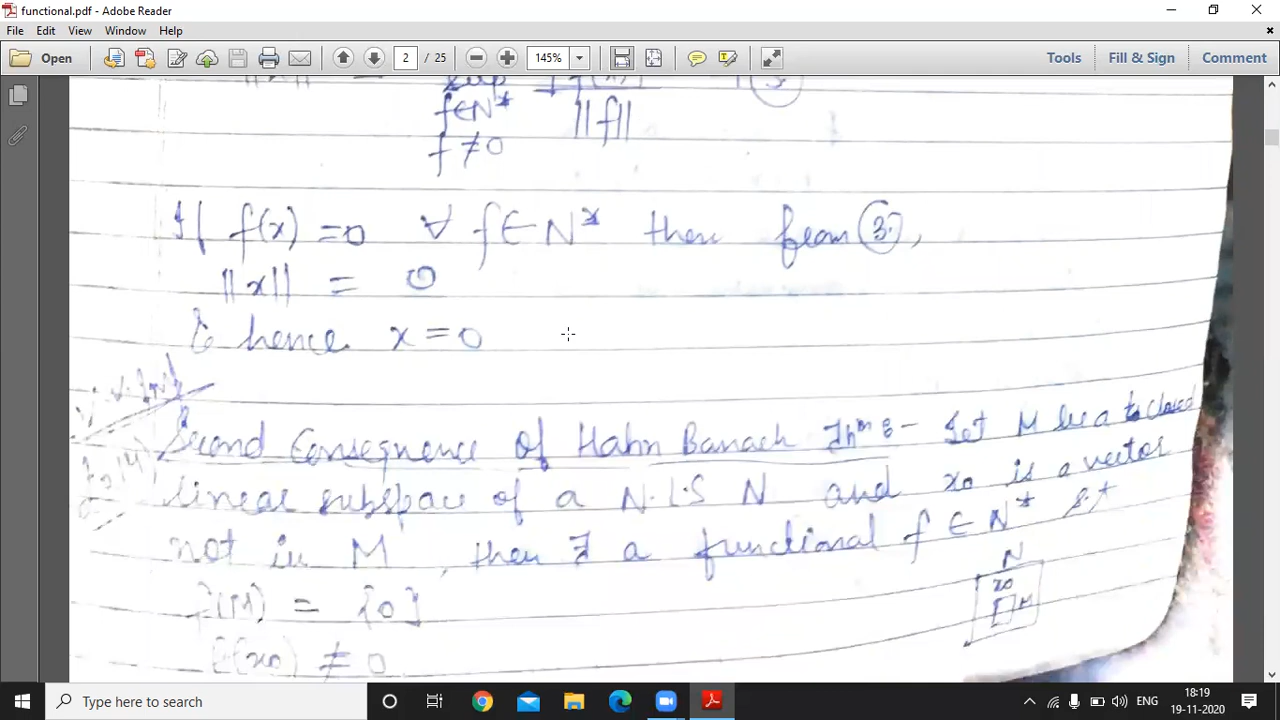 functional.pdf - Adobe Reader
File Edit View Window Help
Open 2 / 25 145% Tools Fill & Sign Comment
||x|| = sup |f(x)| (3)
f∈N* ||f||
f≠0
If f(x) = 0 ∀ f∈N* then from (3),
||x|| = 0
& hence x = 0
Second Consequence of Hahn Banach Thm :- Let M be a closed
linear subspace of a N.L.S N and x0 is a vector
not in M, then ∃ a functional f ∈ N* s.t
N
x0
M
f(M) = {0}
f(x0) ≠ 0
Type here to search
ENG
18:19
19-11-2020